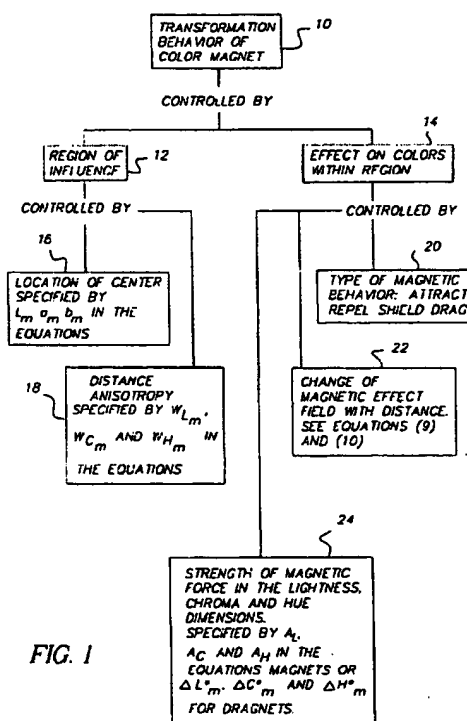 TRANSFORMATION
BEHAVIOR OF
COLOR MAGNET
10
CONTROLLED BY
REGION OF
INFLUENCE
12
14
EFFECT ON COLORS
WITHIN REGION
CONTROLLED BY
CONTROLLED BY
16
LOCATION OF CENTER
SPECIFIED BY
Lm am bm IN THE
EQUATIONS
20
TYPE OF MAGNETIC
BEHAVIOR: ATTRACT
REPEL SHIELD DRAG
18
DISTANCE
ANISOTROPY
SPECIFIED BY WLm,
WCm AND WHm IN
THE EQUATIONS
22
CHANGE OF
MAGNETIC EFFECT
FIELD WITH DISTANCE.
SEE EQUATIONS (9)
AND (10)
24
STRENGTH OF MAGNETIC
FORCE IN THE LIGHTNESS,
CHROMA AND HUE
DIMENSIONS.
SPECIFIED BY AL,
AC AND AH IN THE
EQUATIONS MAGNETS OR
ΔL*m, ΔC*m AND ΔH*m
FOR DRAGNETS.
FIG. 1